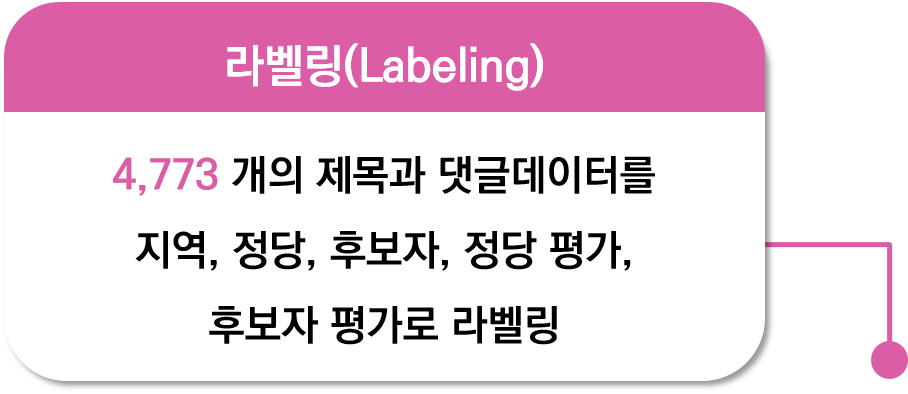 라벨링(Labeling)
4,773 개의 제목과 댓글데이터를
지역, 정당, 후보자, 정당 평가,
후보자 평가로 라벨링